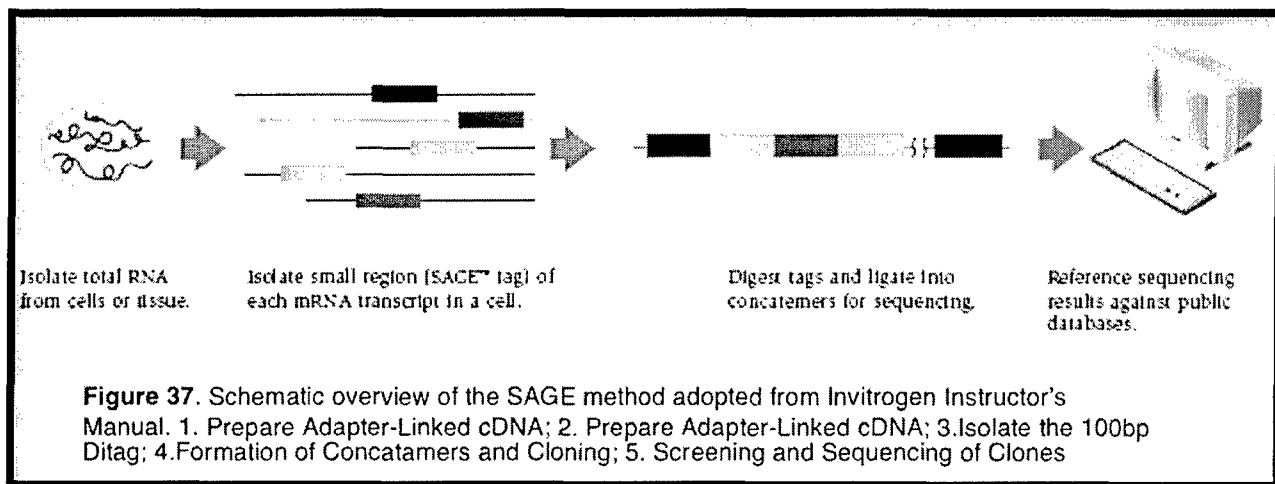 Isolate total RNA
from cells or tissue.
Isolate small region (SAGE™ tag) of
each mRNA transcript in a cell.
Digest tags and ligate into
concatemers for sequencing.
Reference sequencing
results against public
databases.
Figure 37. Schematic overview of the SAGE method adopted from Invitrogen Instructor's
Manual. 1. Prepare Adapter-Linked cDNA; 2. Prepare Adapter-Linked cDNA; 3.Isolate the 100bp
Ditag; 4.Formation of Concatamers and Cloning; 5. Screening and Sequencing of Clones